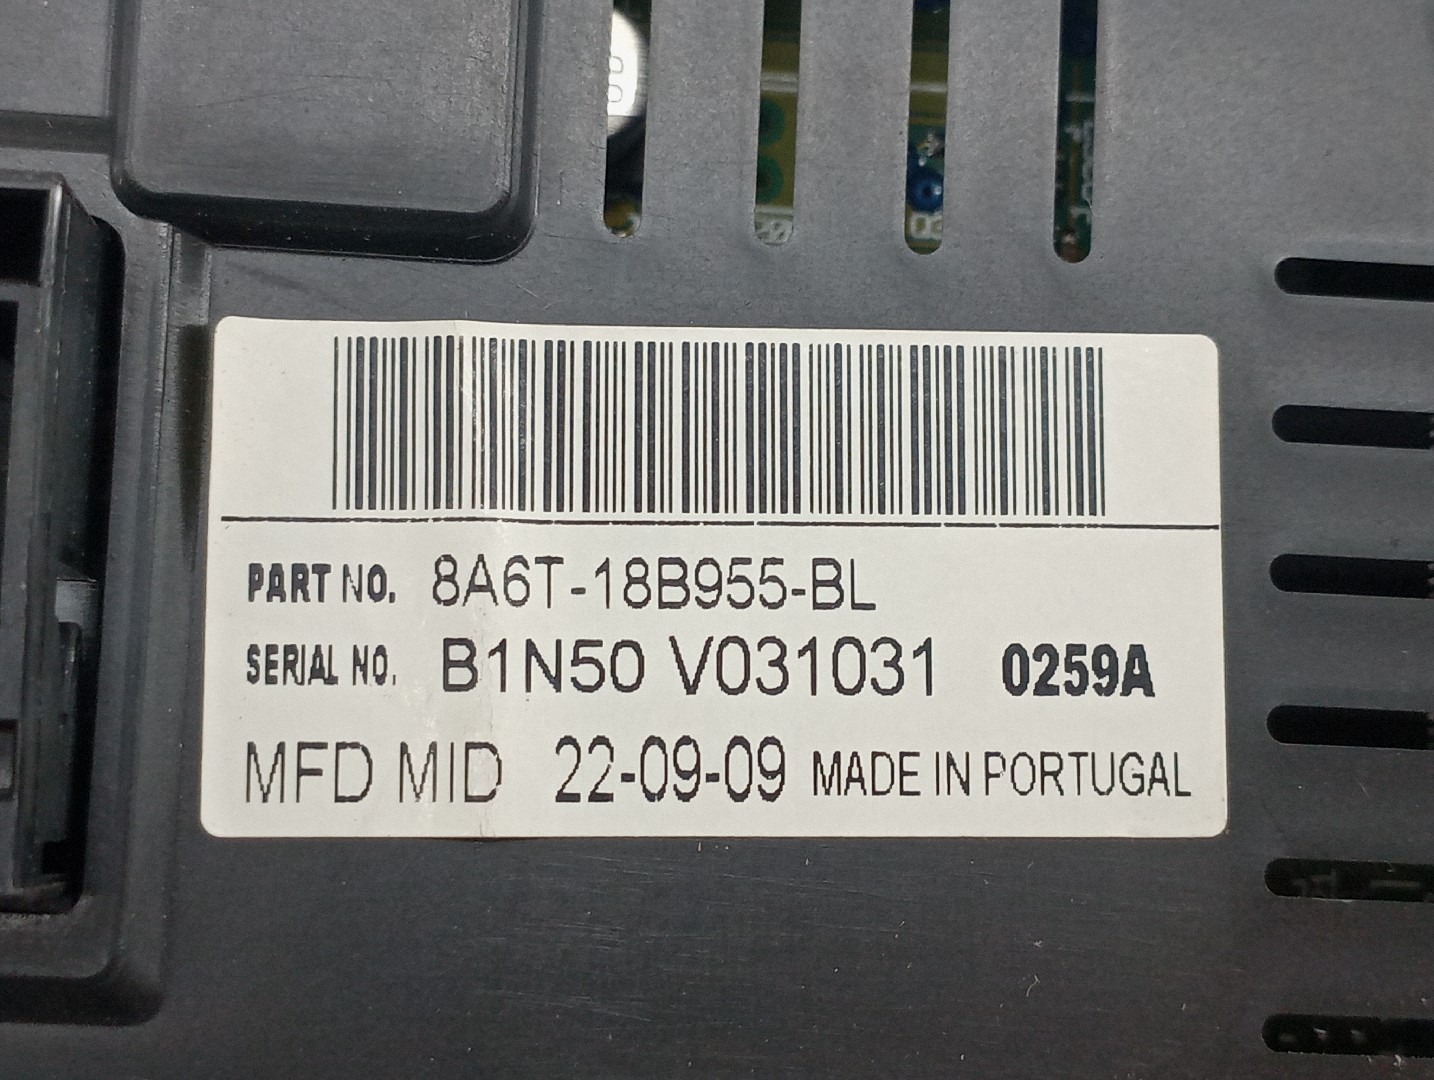 PART NO. 8A6T-18B955-BL
SERIAL NO. B1N50 V031031 0259A
MFD MID 22-09-09 MADE IN PORTUGAL